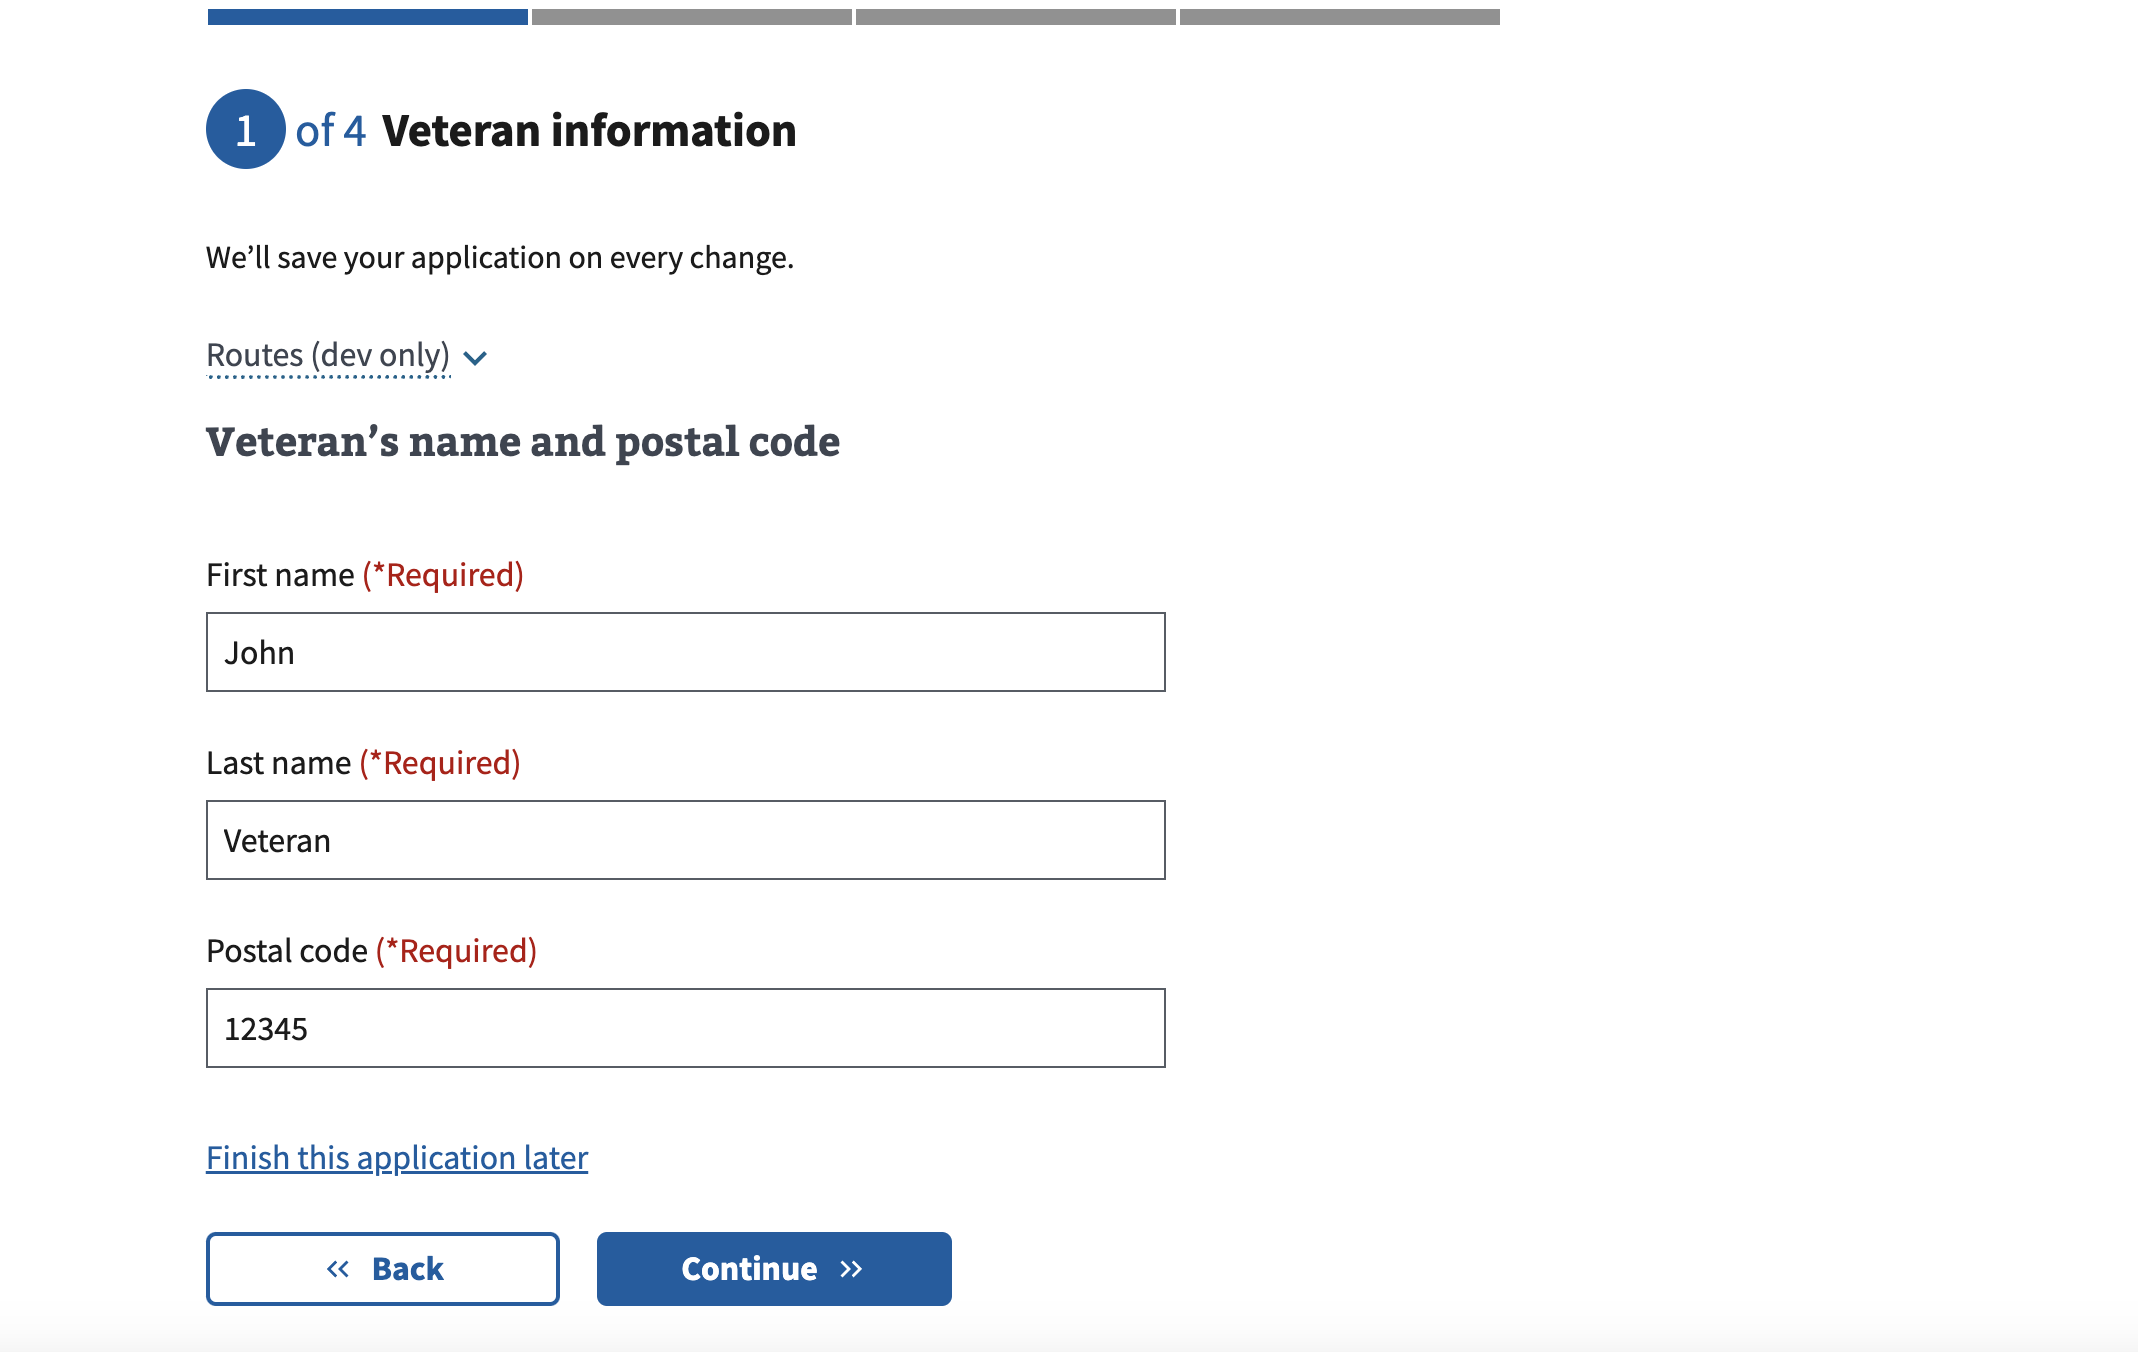 1 of 4 Veteran information
We’ll save your application on every change.
Routes (dev only)
Veteran’s name and postal code
First name (*Required)
John
Last name (*Required)
Veteran
Postal code (*Required)
12345
Finish this application later
« Back
Continue »